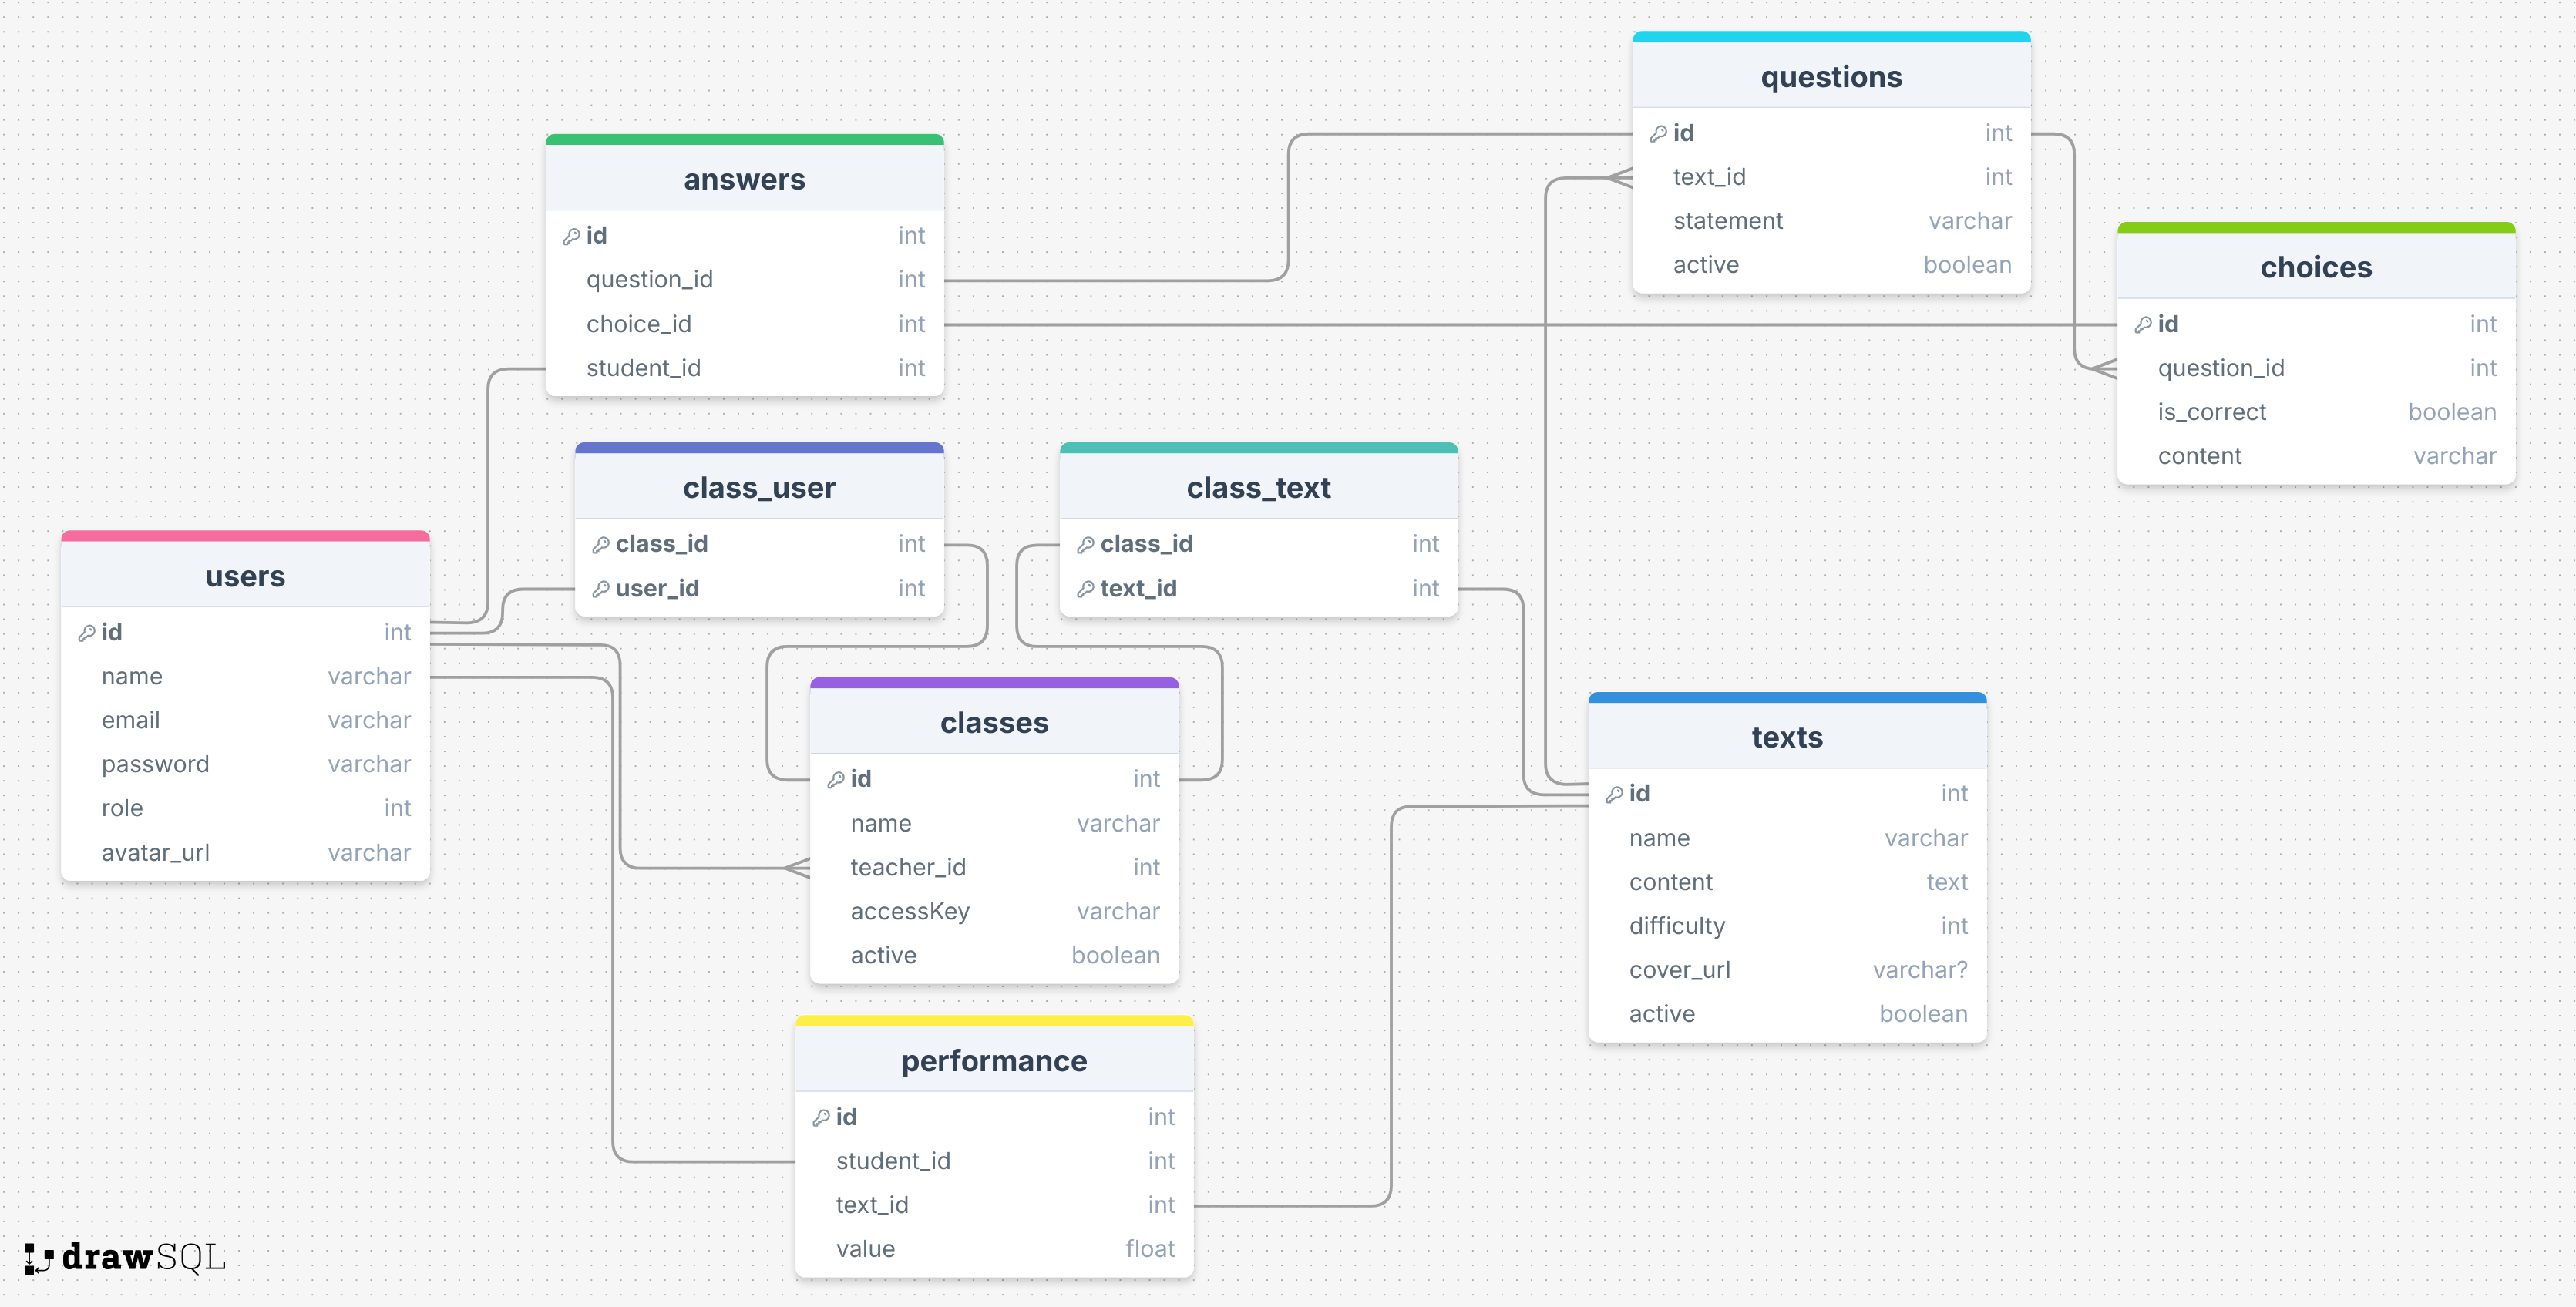 questions
id int
text_id int
statement varchar
active boolean
answers
id int
question_id int
choice_id int
student_id int
choices
id int
question_id int
is_correct boolean
content varchar
class_user
class_id int
user_id int
class_text
class_id int
text_id int
users
id int
name varchar
email varchar
password varchar
role int
avatar_url varchar
classes
id int
name varchar
teacher_id int
accessKey varchar
active boolean
texts
id int
name varchar
content text
difficulty int
cover_url varchar?
active boolean
performance
id int
student_id int
text_id int
value float
drawSQL